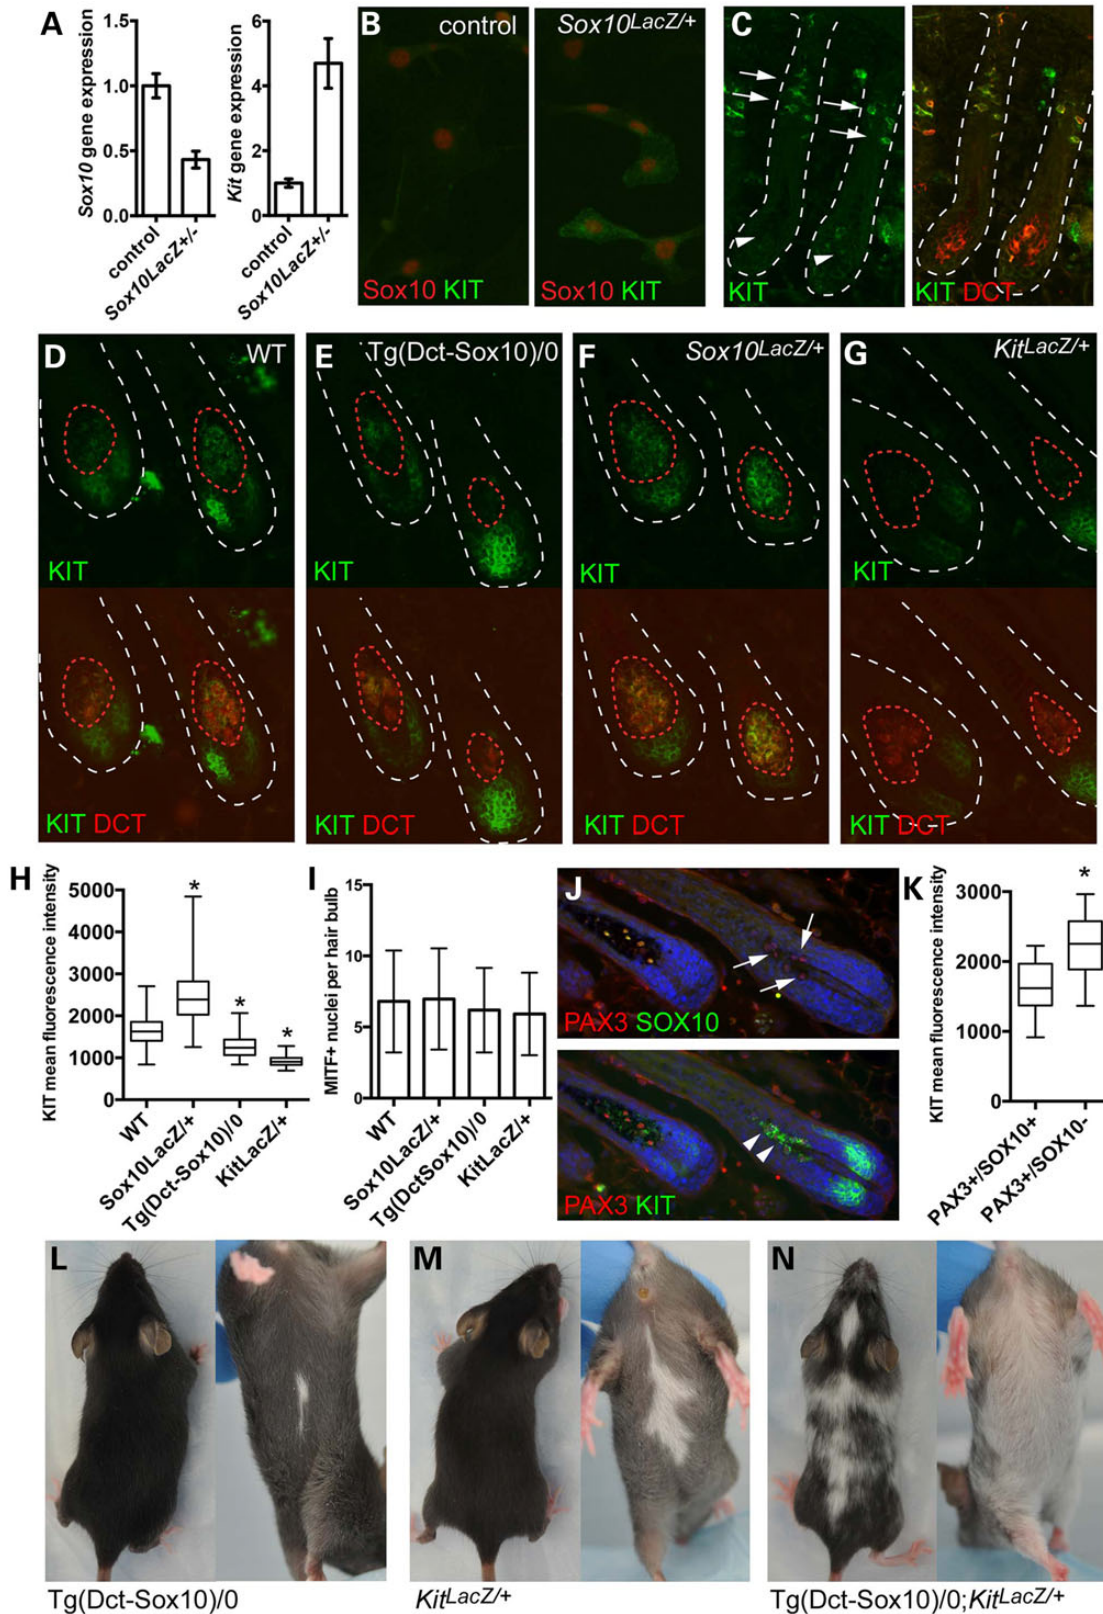 A
Sox10 gene expression
1.5
1.0
0.5
0.0
control
Sox10LacZ+/-
Kit gene expression
6
4
2
0
control
Sox10LacZ+/-
B
control
Sox10 KIT
Sox10LacZ/+
Sox10 KIT
C
KIT
KIT DCT
D
WT
KIT
KIT DCT
E
Tg(Dct-Sox10)/0
KIT
KIT DCT
F
Sox10LacZ/+
KIT
KIT DCT
G
KitLacZ/+
KIT
KIT DCT
H
KIT mean fluorescence intensity
5000
4000
3000
2000
1000
0
*
*
*
WT
Sox10LacZ/+
Tg(Dct-Sox10)/0
KitLacZ/+
I
MITF+ nuclei per hair bulb
15
10
5
0
WT
Sox10LacZ/+
Tg(DctSox10)/0
KitLacZ/+
J
PAX3 SOX10
PAX3 KIT
K
KIT mean fluorescence intensity
3000
2000
1000
0
*
PAX3+/SOX10+
PAX3+/SOX10-
L
Tg(Dct-Sox10)/0
M
KitLacZ/+
N
Tg(Dct-Sox10)/0;KitLacZ/+